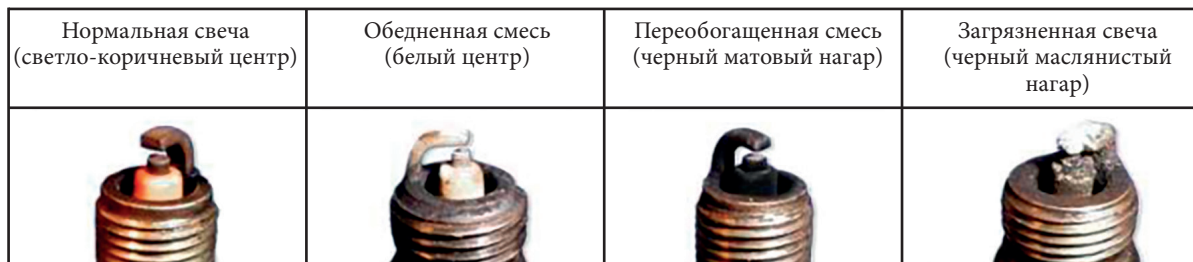 Нормальная свеча
(светло-коричневый центр)
Обедненная смесь
(белый центр)
Переобогащенная смесь
(черный матовый нагар)
Загрязненная свеча
(черный маслянистый
нагар)